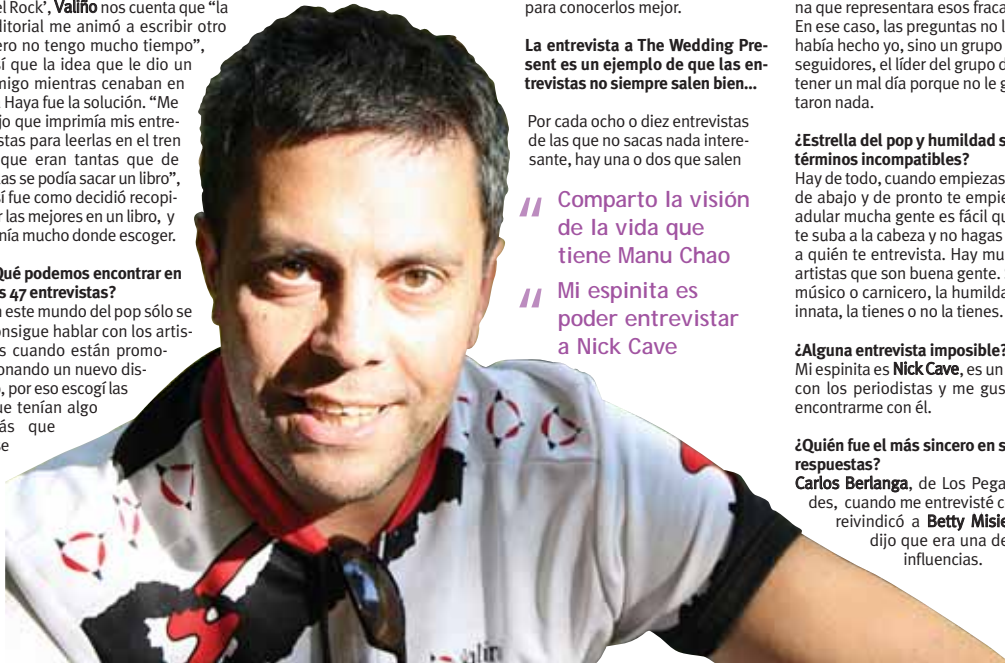 el Rock', Valiño nos cuenta que "la
ditorial me animó a escribir otro
ero no tengo mucho tiempo",
sí que la idea que le dio un
migo mientras cenaban en
Haya fue la solución. "Me
jo que imprimía mis entre-
stas para leerlas en el tren
que eran tantas que de
las se podía sacar un libro",
sí fue como decidió recopi-
r las mejores en un libro, y
nía mucho donde escoger.
Qué podemos encontrar en
s 47 entrevistas?
n este mundo del pop sólo se
onsigue hablar con los artis-
s cuando están promo-
onando un nuevo dis-
, por eso escogí las
ue tenían algo
ás que
se
para conocerlos mejor.
La entrevista a The Wedding Pre-
sent es un ejemplo de que las en-
trevistas no siempre salen bien...
Por cada ocho o diez entrevistas
de las que no sacas nada intere-
sante, hay una o dos que salen
" Comparto la visión
de la vida que
tiene Manu Chao
" Mi espinita es
poder entrevistar
a Nick Cave
na que representara esos fraca
En ese caso, las preguntas no l
había hecho yo, sino un grupo
seguidores, el líder del grupo d
tener un mal día porque no le g
taron nada.
¿Estrella del pop y humildad s
términos incompatibles?
Hay de todo, cuando empiezas
de abajo y de pronto te empie
adular mucha gente es fácil qu
te suba a la cabeza y no hagas
a quién te entrevista. Hay mu
artistas que son buena gente.
músico o carnicero, la humilda
innata, la tienes o no la tienes.
¿Alguna entrevista imposible?
Mi espinita es Nick Cave, es un
con los periodistas y me gus
encontrarme con él.
¿Quién fue el más sincero en s
respuestas?
Carlos Berlanga, de Los Pega
des, cuando me entrevisté c
reivindicó a Betty Misie
dijo que era una de
influencias.